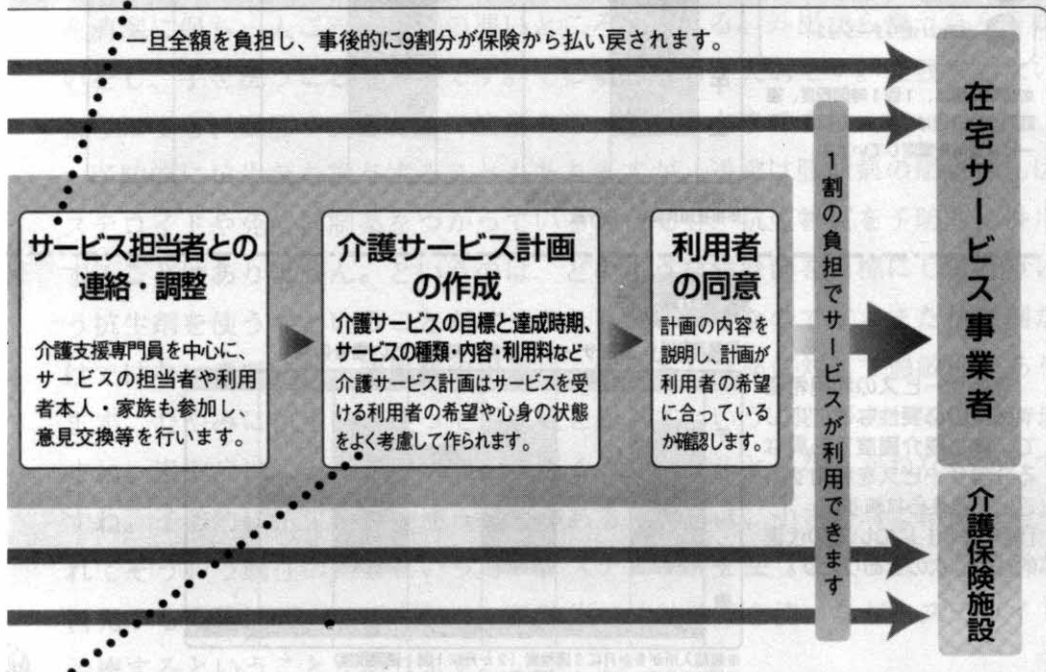 一旦全額を負担し、事後的に9割分が保険から払い戻されます。
サービス担当者との
連絡・調整
介護支援専門員を中心に、
サービスの担当者や利用
者本人・家族も参加し、
意見交換等を行います。
介護サービス計画
の作成
介護サービスの目標と達成時期、
サービスの種類・内容・利用料など
介護サービス計画はサービスを受
ける利用者の希望や心身の状態
をよく考慮して作られます。
利用者
の同意
計画の内容を
説明し、計画が
利用者の希望
に合っている
か確認します。
1割の負担でサービスが利用できます
在宅サービス事業者
介護保険施設